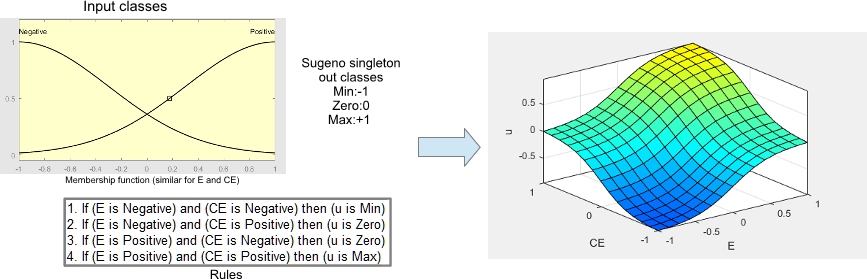 Input classes
Negative
Positive
1
0.5
0
-1 -0.8 -0.6 -0.4 -0.2 0 0.2 0.4 0.6 0.8 1
Membership function (similar for E and CE)
Sugeno singleton
out classes
Min:-1
Zero:0
Max:+1
1. If (E is Negative) and (CE is Negative) then (u is Min)
2. If (E is Negative) and (CE is Positive) then (u is Zero)
3. If (E is Positive) and (CE is Negative) then (u is Zero)
4. If (E is Positive) and (CE is Positive) then (u is Max)
Rules
0.5
0
-0.5
u
1
0
-1
CE
-1
-0.5
0
0.5
1
E